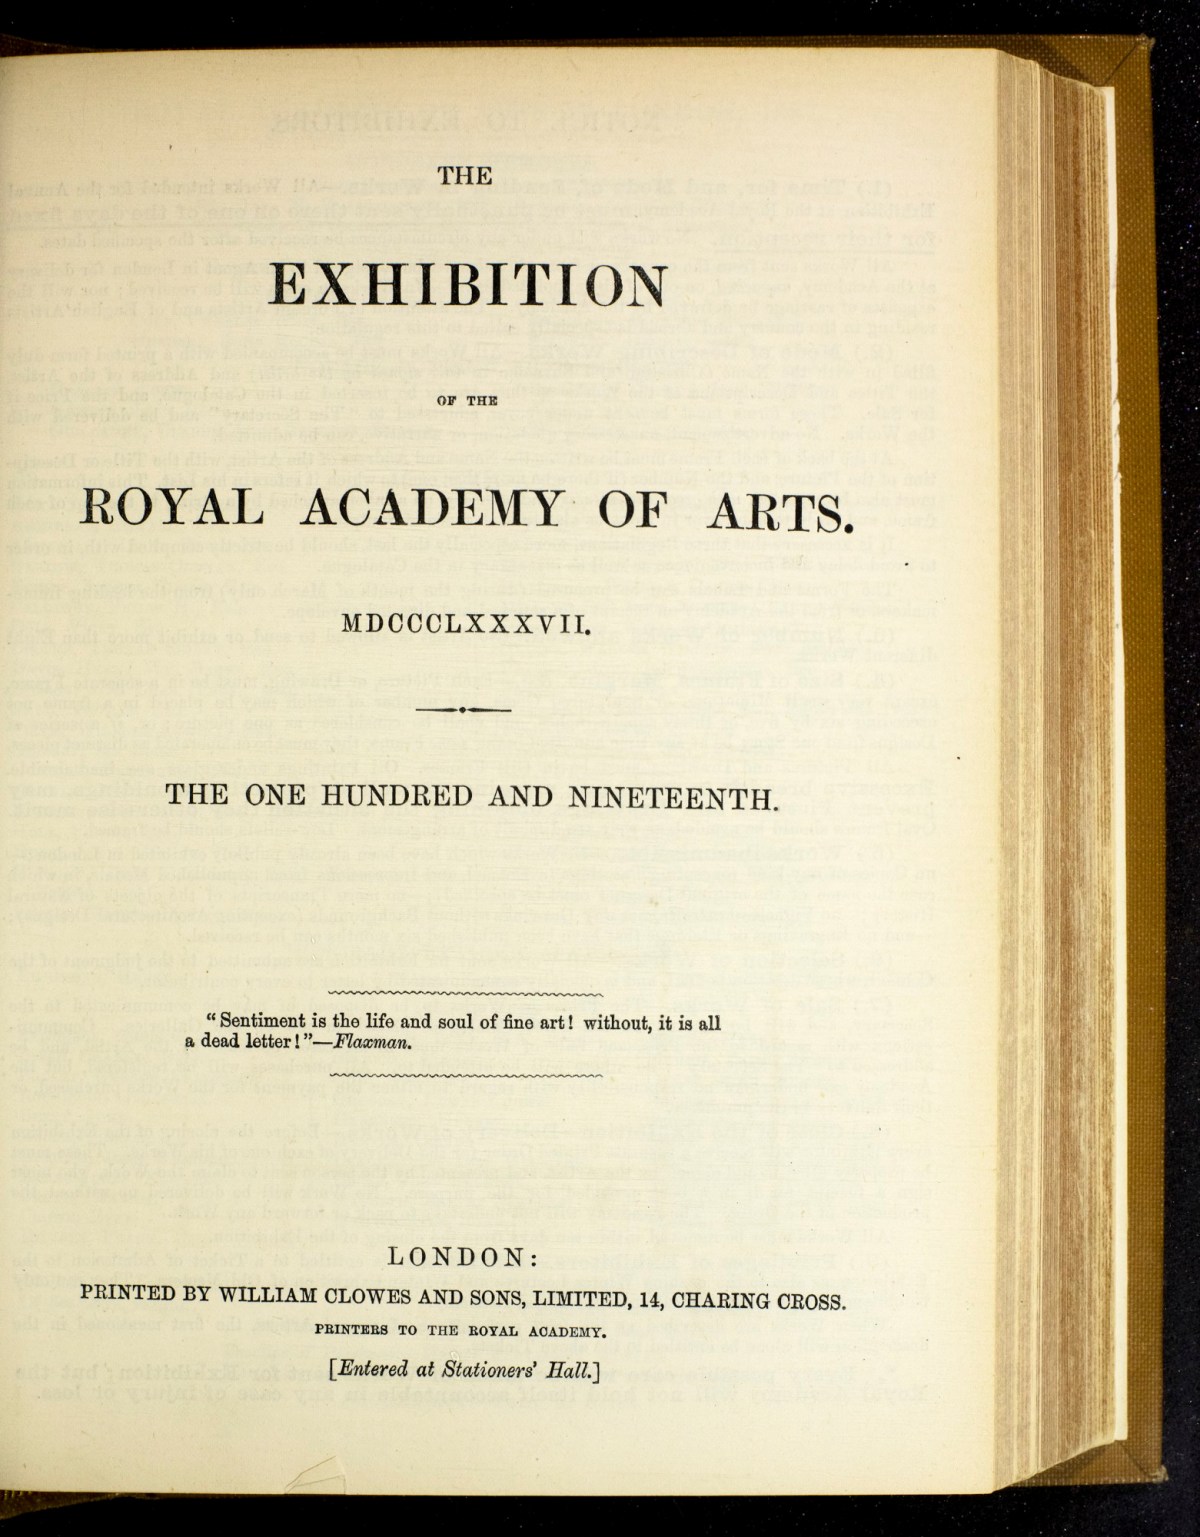 THE
EXHIBITION
OF THE
ROYAL ACADEMY OF ARTS.
MDCCCLXXXVII.
THE ONE HUNDRED AND NINETEENTH.
“Sentiment is the life and soul of fine art! without, it is all
a dead letter!”—Flaxman.
LONDON:
PRINTED BY WILLIAM CLOWES AND SONS, LIMITED, 14, CHARING CROSS.
PRINTERS TO THE ROYAL ACADEMY.
[Entered at Stationers’ Hall.]